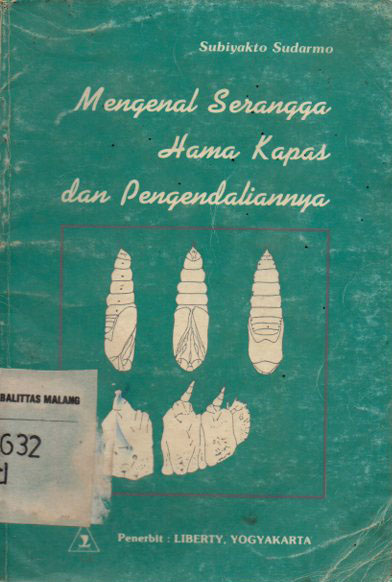 Subiyakto Sudarmo
Mengenal Serangga
Hama Kapas
dan Pengendaliannya
BALITTAS MALANG
632
Penerbit : LIBERTY, YOGYAKARTA